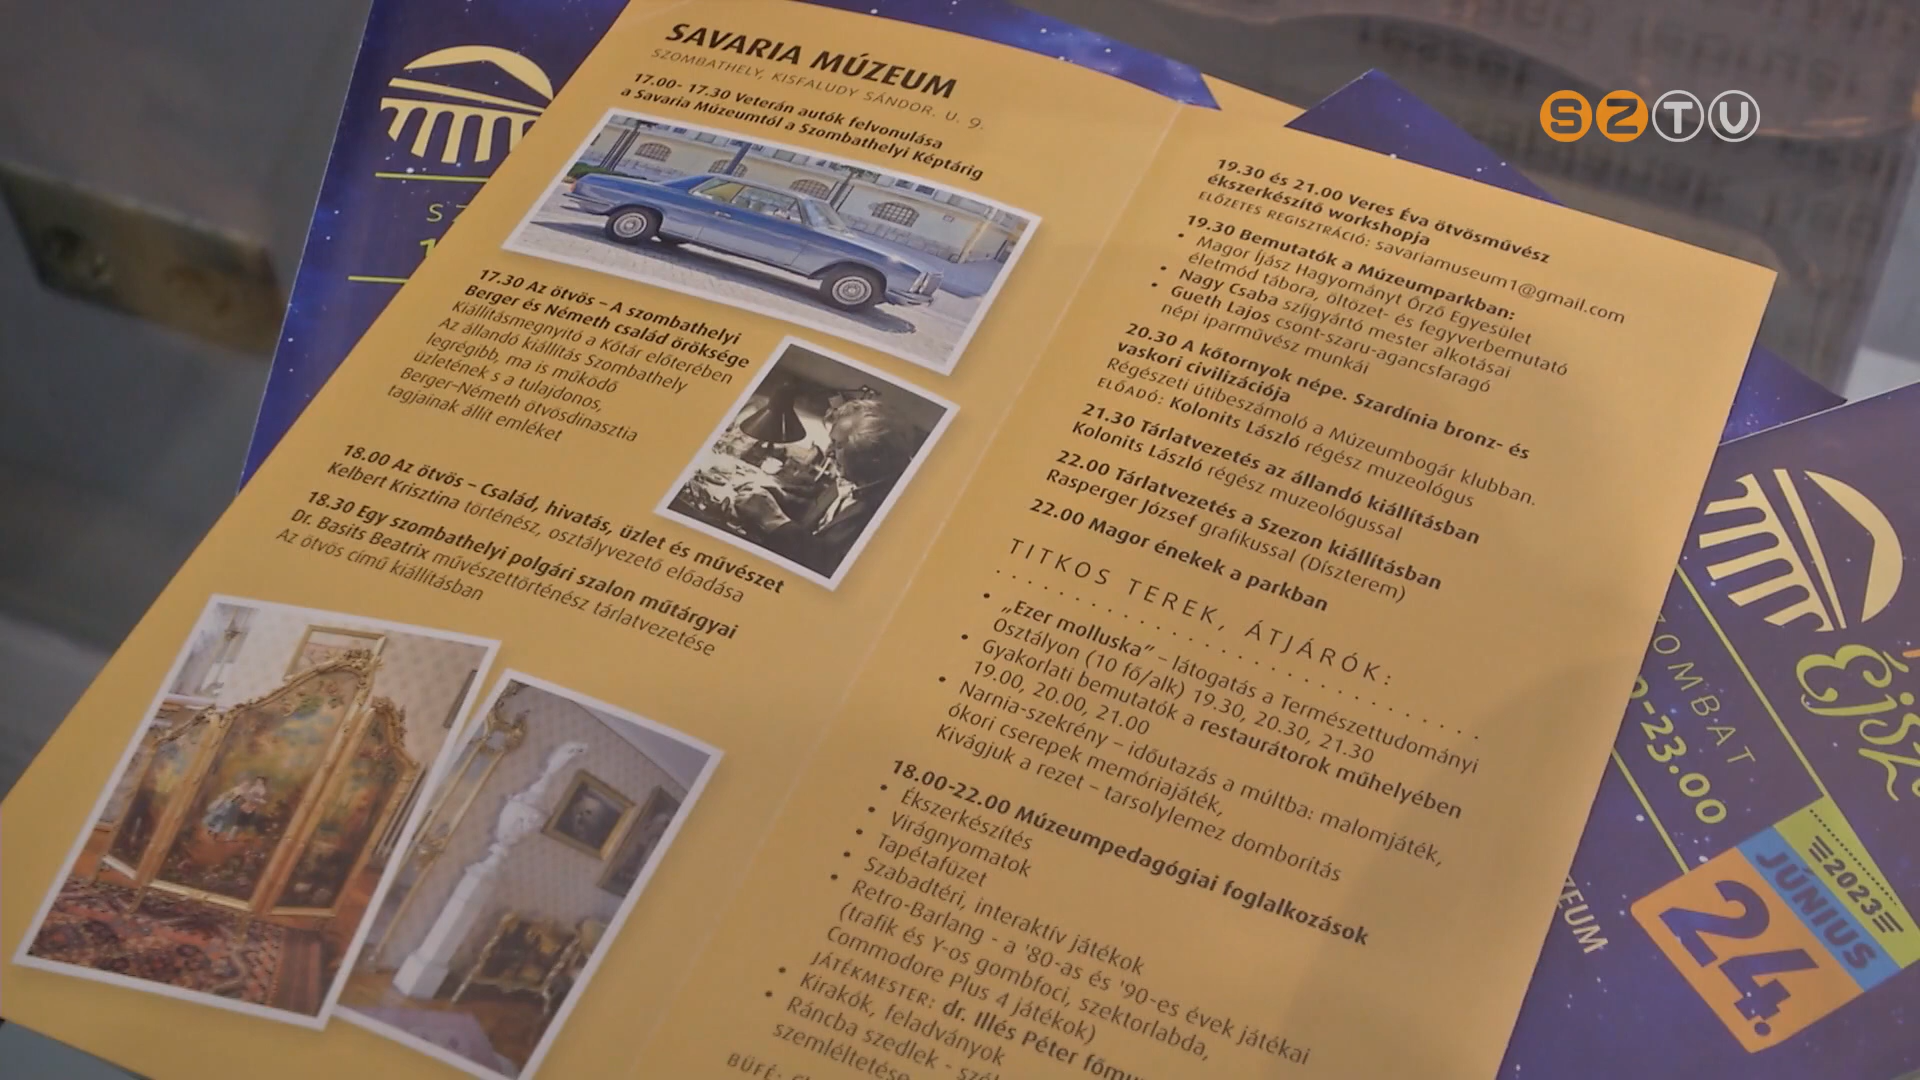 SZTV
SAVARIA MÚZEUM
SZOMBATHELY, KISFALUDY SÁNDOR. U. 9.
17.00- 17.30 Veterán autók felvonulása
a Savaria Múzeumtól a Szombathelyi Képtárig
17.30 Az ötvös – A szombathelyi
Berger és Németh család öröksége
Kiállításmegnyitó a Kőtár előterében
Az állandó kiállítás Szombathely
legrégibb, ma is működő
üzletének s a tulajdonos,
Berger–Németh ötvösdinasztia
tagjainak állít emléket
18.00 Az ötvös – Család, hivatás, üzlet és művészet
Kelbert Krisztina történész, osztályvezető előadása
18.30 Egy szombathelyi polgári szalon műtárgyai
Dr. Basits Beatrix művészettörténész tárlatvezetése
Az ötvös című kiállításban
19.30 és 21.00 Veres Éva ötvösművész
ékszerkészítő workshopja
ELŐZETES REGISZTRÁCIÓ: savariamuseum1@gmail.com
19.30 Bemutatók a Múzeumparkban:
• Magor Íjász Hagyományt Őrző Egyesület
életmód tábora, öltözet- és fegyverbemutató
• Nagy Csaba szíjgyártó mester alkotásai
• Gueth Lajos csont-szaru-agancsfaragó
népi iparművész munkái
20.30 A kőtornyok népe. Szardínia bronz- és
vaskori civilizációja
Régészeti útibeszámoló a Múzeumbogár klubban.
ELŐADÓ: Kolonits László régész muzeológus
21.30 Tárlatvezetés az állandó kiállításban
Kolonits László régész muzeológussal
22.00 Tárlatvezetés a Szezon kiállításban
Rasperger József grafikussal (Díszterem)
22.00 Magor énekek a parkban
TITKOS TEREK, ÁTJÁRÓK:
• „Ezer molluska” – látogatás a Természettudományi
Osztályon (10 fő/alk) 19.30, 20.30, 21.30
• Gyakorlati bemutatók a restaurátorok műhelyében
19.00, 20.00, 21.00
• Narnia-szekrény – időutazás a múltba: malomjáték,
ókori cserepek memóriajáték,
Kivágjuk a rezet – tarsolylemez domborítás
18.00-22.00 Múzeumpedagógiai foglalkozások
• Ékszerkészítés
• Virágnyomatok
• Tapétafüzet
• Szabadtéri, interaktív játékok
• Retro-Barlang - a '80-as és '90-es évek játékai
(trafik és Y-os gombfoci, szektorlabda,
Commodore Plus 4 játékok)
JÁTÉKMESTER: dr. Illés Péter
• Kirakók, feladványok
• Ráncba szedlek -
szemléltetése
BÜFÉ:
SZOMBAT
-23.00
2023
JÚNIUS
24.